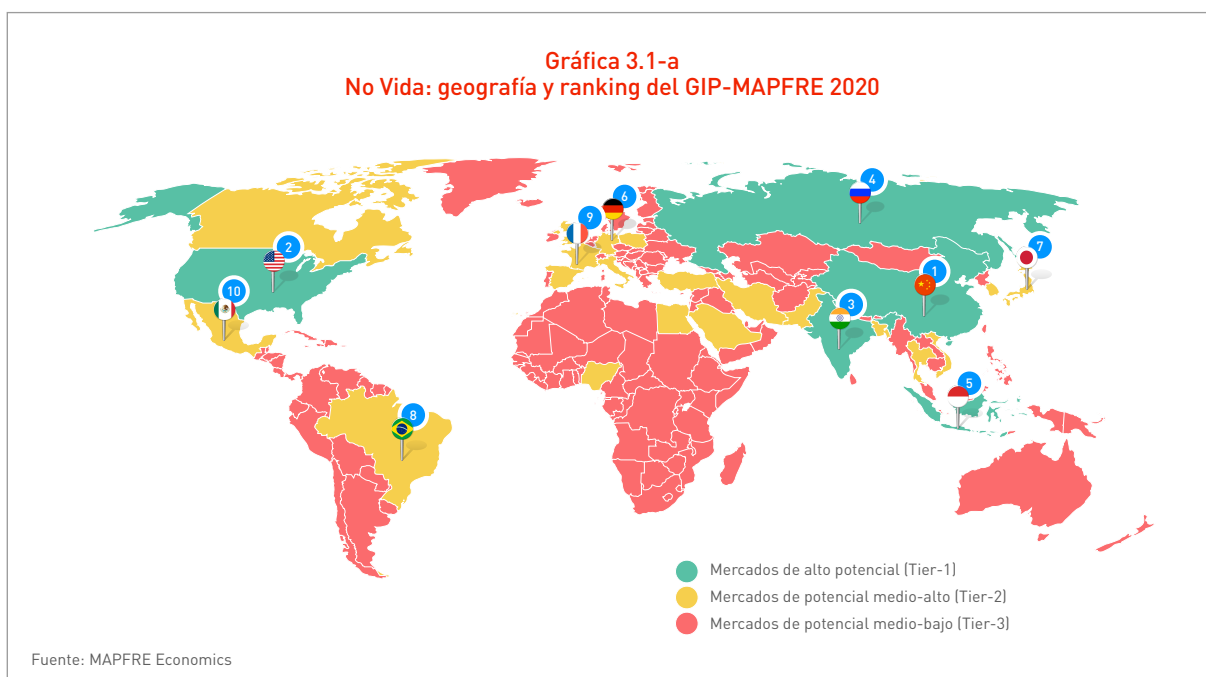 Gráfica 3.1-a
No Vida: geografía y ranking del GIP-MAPFRE 2020
4
6
9
7
2
1
10
3
5
8
Mercados de alto potencial (Tier-1)
Mercados de potencial medio-alto (Tier-2)
Mercados de potencial medio-bajo (Tier-3)
Fuente: MAPFRE Economics